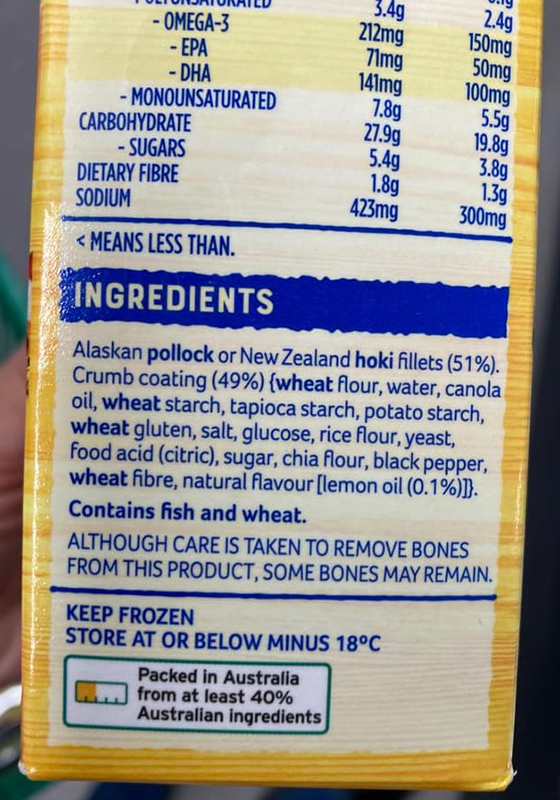 3.4g 2.4g
- OMEGA-3 212mg 150mg
- EPA 71mg 50mg
- DHA 141mg 100mg
- MONOUNSATURATED 7.8g 5.5g
CARBOHYDRATE 27.9g 19.8g
- SUGARS 5.4g 3.8g
DIETARY FIBRE 1.8g 1.3g
SODIUM 423mg 300mg
< MEANS LESS THAN.
INGREDIENTS
Alaskan pollock or New Zealand hoki fillets (51%).
Crumb coating (49%) {wheat flour, water, canola
oil, wheat starch, tapioca starch, potato starch,
wheat gluten, salt, glucose, rice flour, yeast,
food acid (citric), sugar, chia flour, black pepper,
wheat fibre, natural flavour [lemon oil (0.1%)]}.
Contains fish and wheat.
ALTHOUGH CARE IS TAKEN TO REMOVE BONES
FROM THIS PRODUCT, SOME BONES MAY REMAIN.
KEEP FROZEN
STORE AT OR BELOW MINUS 18ºC
Packed in Australia
from at least 40%
Australian ingredients